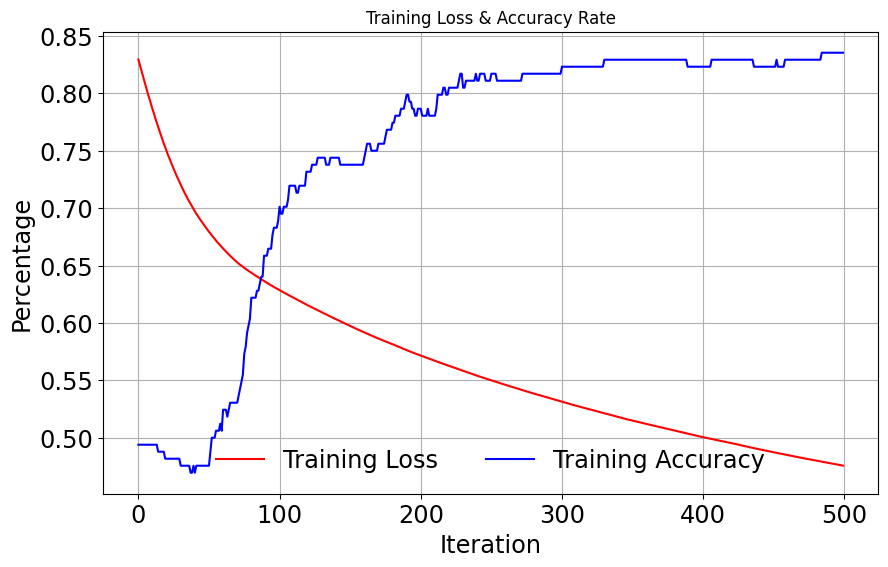 Training Loss & Accuracy Rate
0.85
0.80
0.75
0.70
0.65
0.60
0.55
0.50
Percentage
Training Loss
Training Accuracy
0
100
200
300
400
500
Iteration